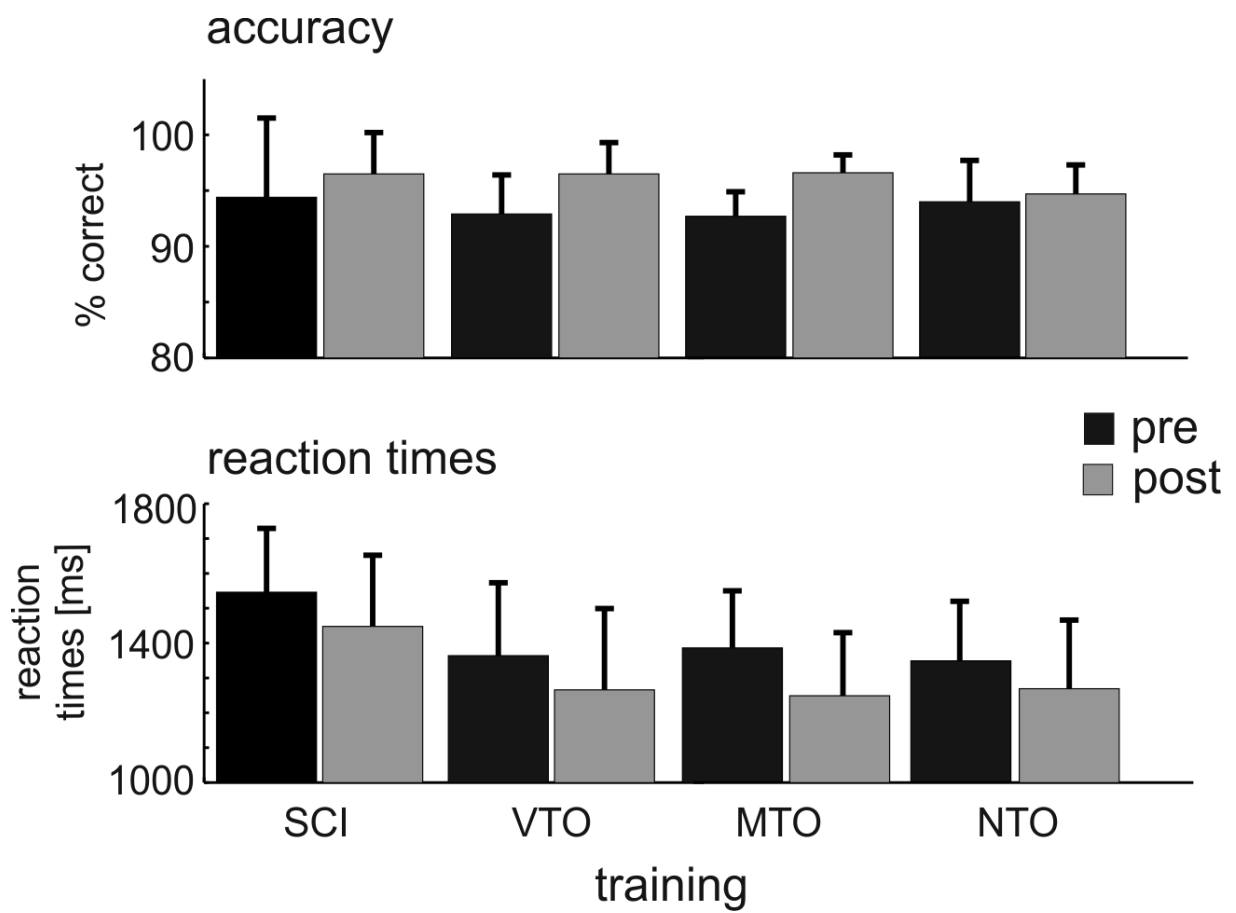 accuracy
% correct
100
90
80
pre
post
reaction times
reaction
times [ms]
1800
1400
1000
SCI VTO MTO NTO
training